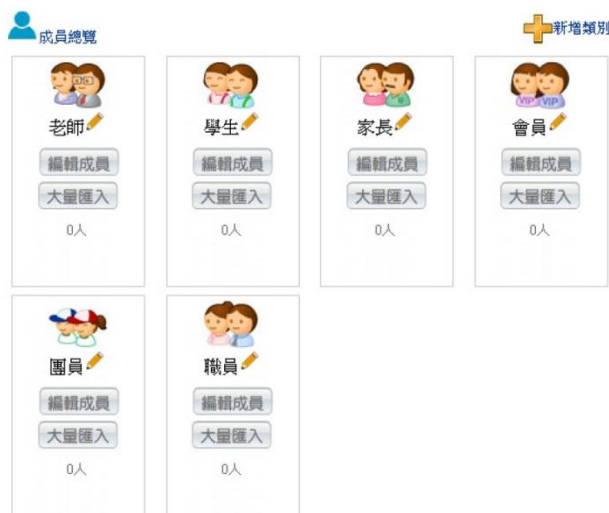 成員總覽
新增類別
老師
學生
家長
會員
VIP VIP
編輯成員
編輯成員
編輯成員
編輯成員
大量匯入
大量匯入
大量匯入
大量匯入
0人
0人
0人
0人
團員
職員
編輯成員
編輯成員
大量匯入
大量匯入
0人
0人